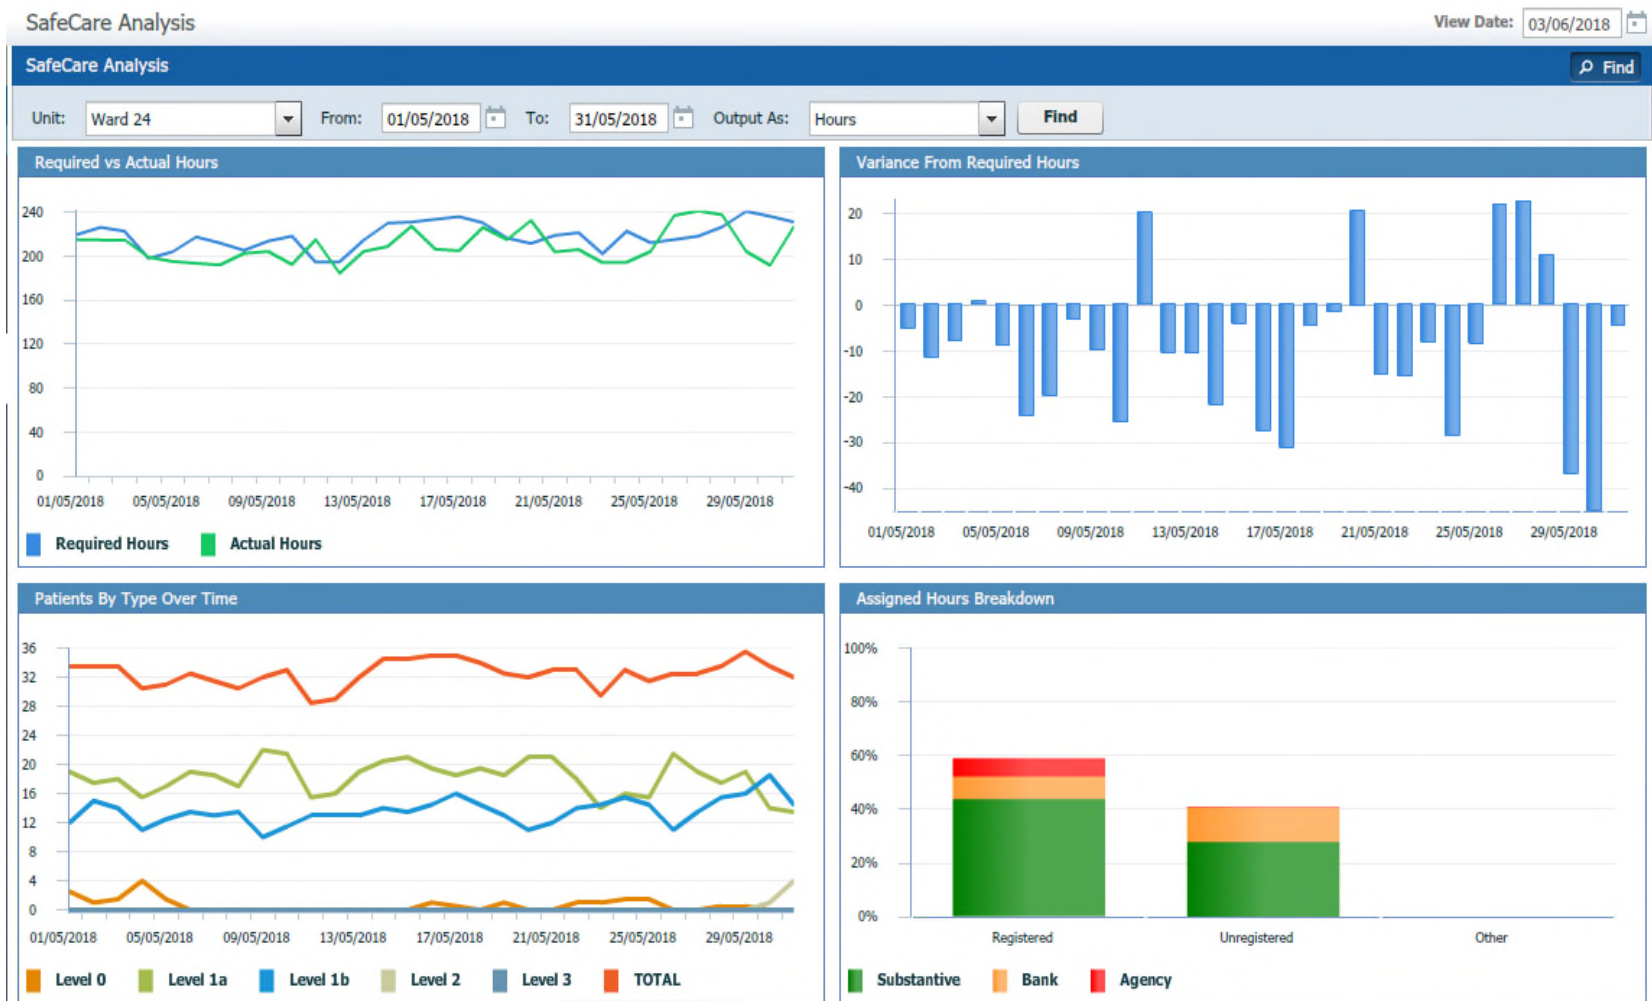 SafeCare Analysis
View Date: 03/06/2018
SafeCare Analysis
Find
Unit: Ward 24 From: 01/05/2018 To: 31/05/2018 Output As: Hours Find
Required vs Actual Hours
240
200
160
120
80
40
0
01/05/2018 05/05/2018 09/05/2018 13/05/2018 17/05/2018 21/05/2018 25/05/2018 29/05/2018
Required Hours Actual Hours
Variance From Required Hours
20
10
0
-10
-20
-30
-40
01/05/2018 05/05/2018 09/05/2018 13/05/2018 17/05/2018 21/05/2018 25/05/2018 29/05/2018
Patients By Type Over Time
36
32
28
24
20
16
12
8
4
0
01/05/2018 05/05/2018 09/05/2018 13/05/2018 17/05/2018 21/05/2018 25/05/2018 29/05/2018
Level 0 Level 1a Level 1b Level 2 Level 3 TOTAL
Assigned Hours Breakdown
100%
80%
60%
40%
20%
0%
Registered Unregistered Other
Substantive Bank Agency